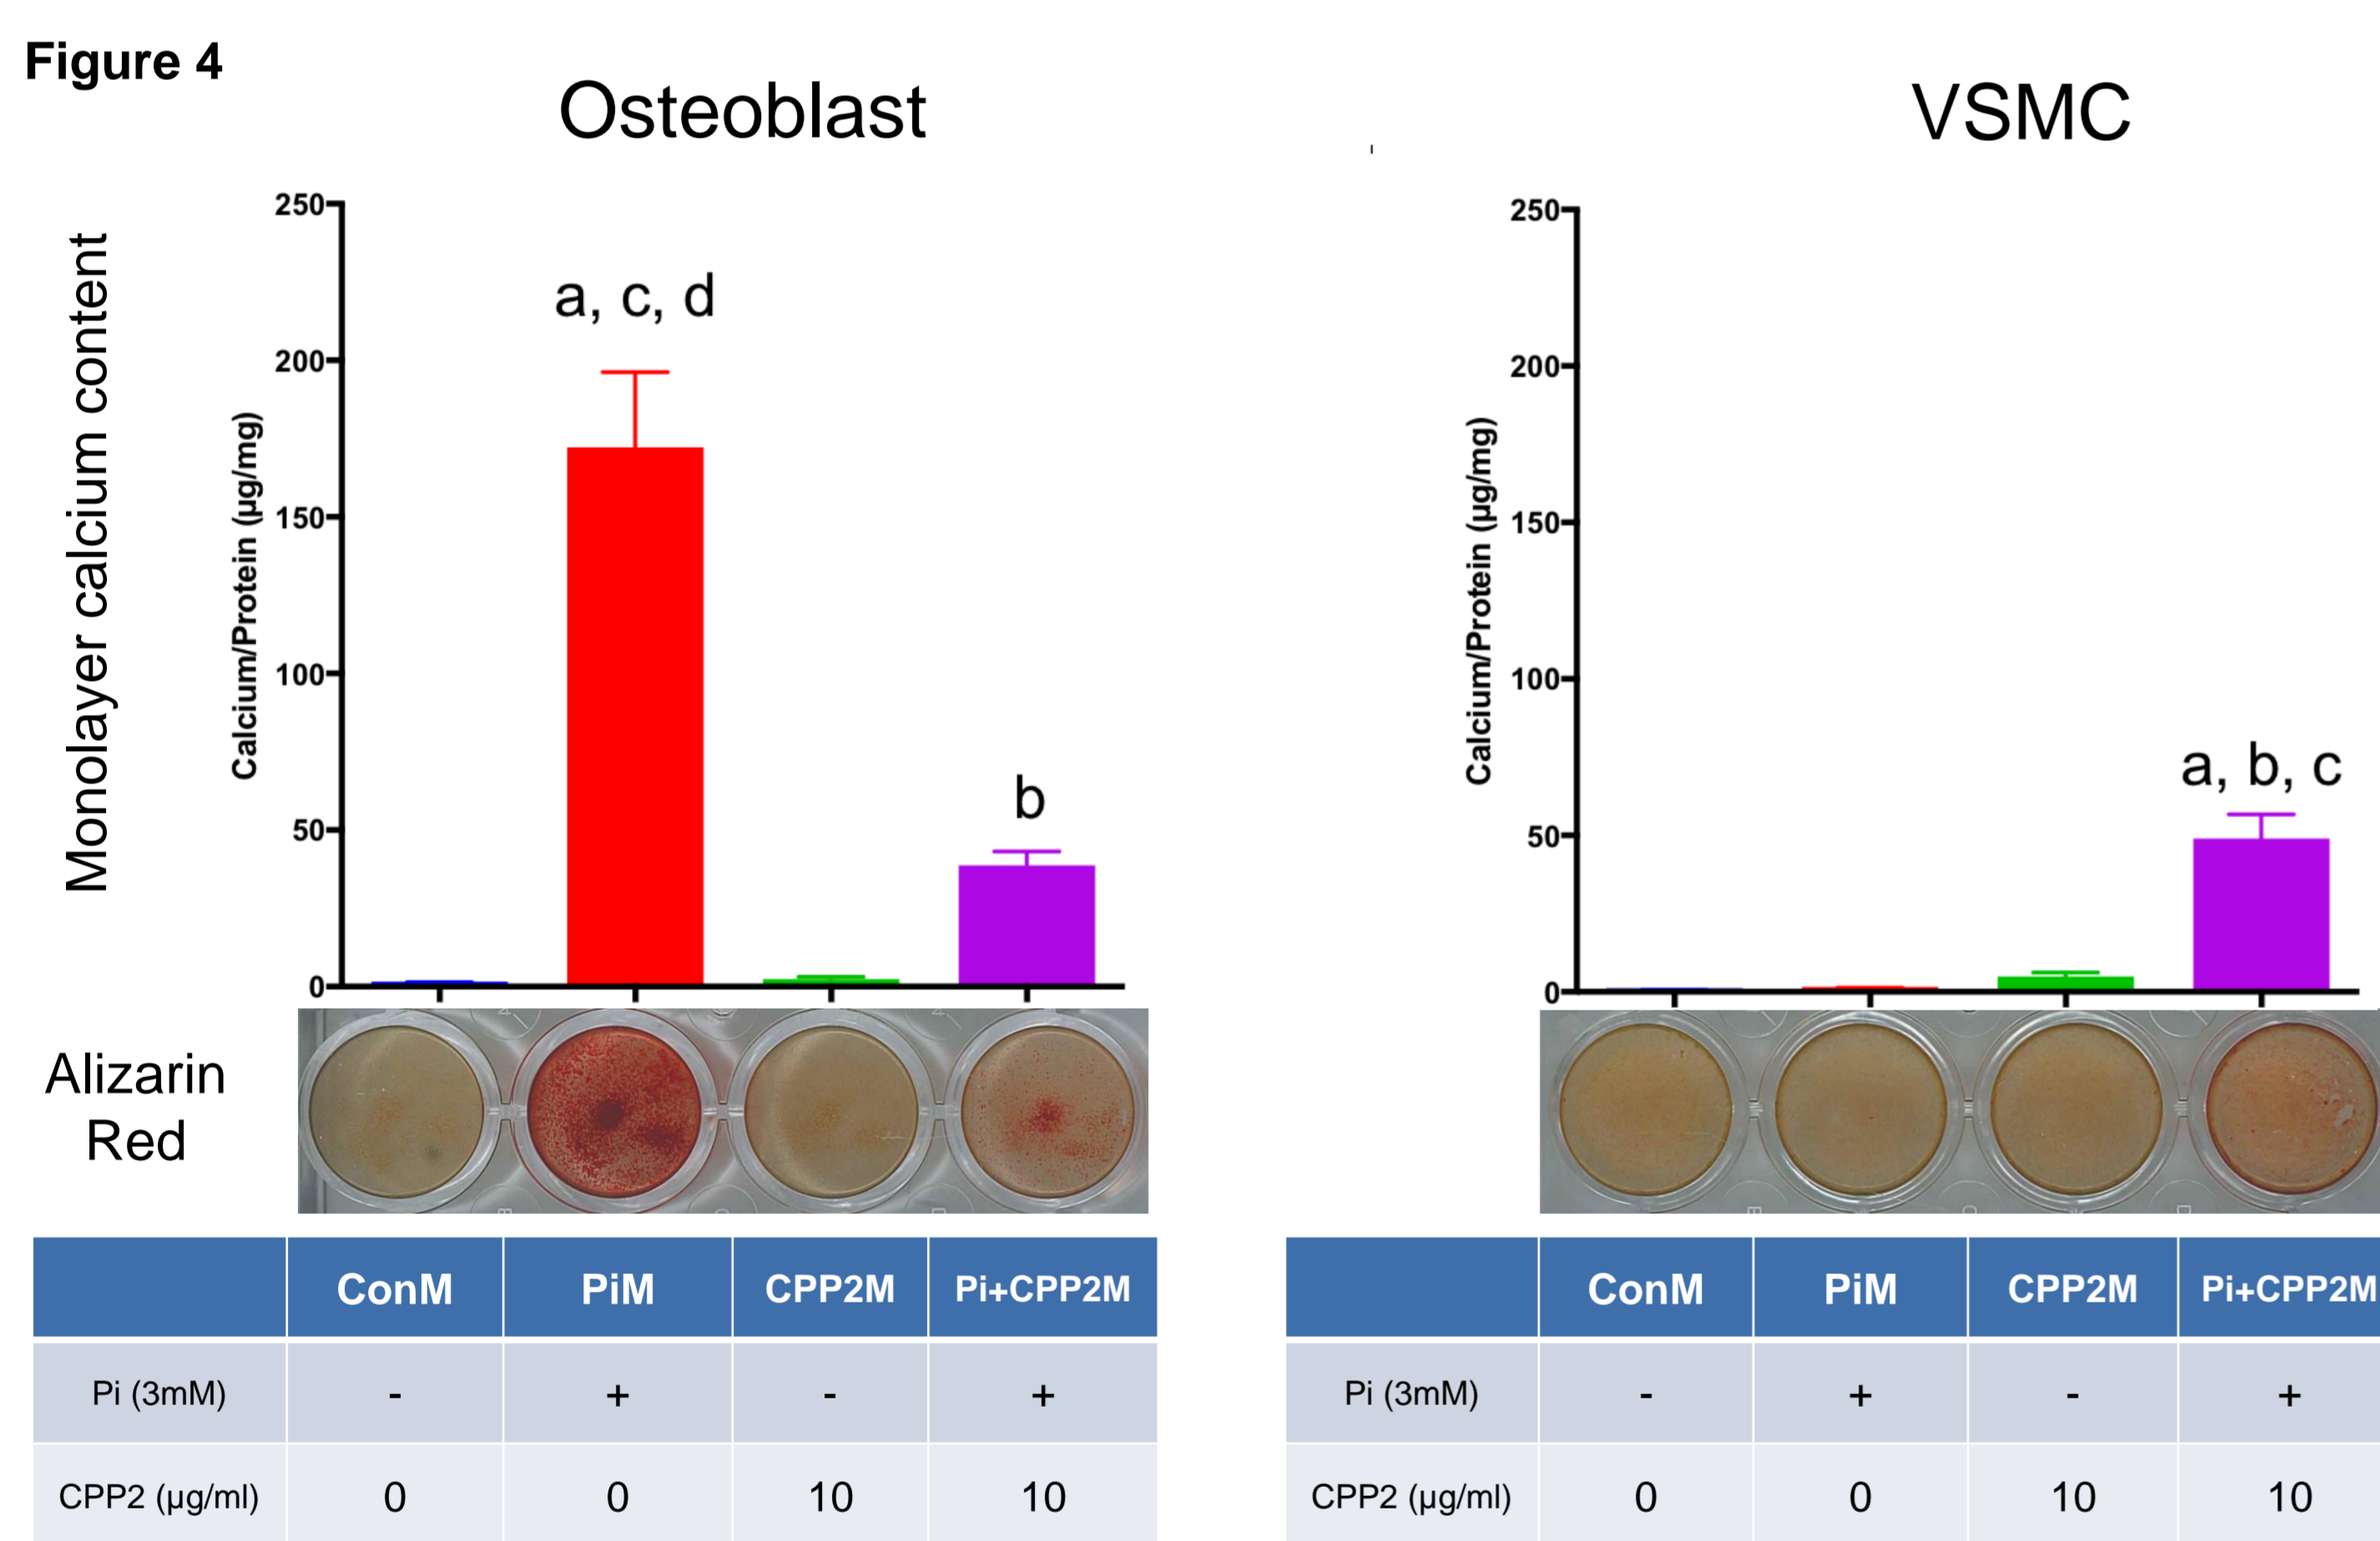 Figure 4
Osteoblast
VSMC
Monolayer calcium content
Calcium/Protein (µg/mg)
250
200
150
100
50
0
a, c, d
b
Calcium/Protein (µg/mg)
250
200
150
100
50
0
a, b, c
Alizarin
Red
ConM PiM CPP2M Pi+CPP2M
Pi (3mM) - + - +
CPP2 (µg/ml) 0 0 10 10
ConM PiM CPP2M Pi+CPP2M
Pi (3mM) - + - +
CPP2 (µg/ml) 0 0 10 10